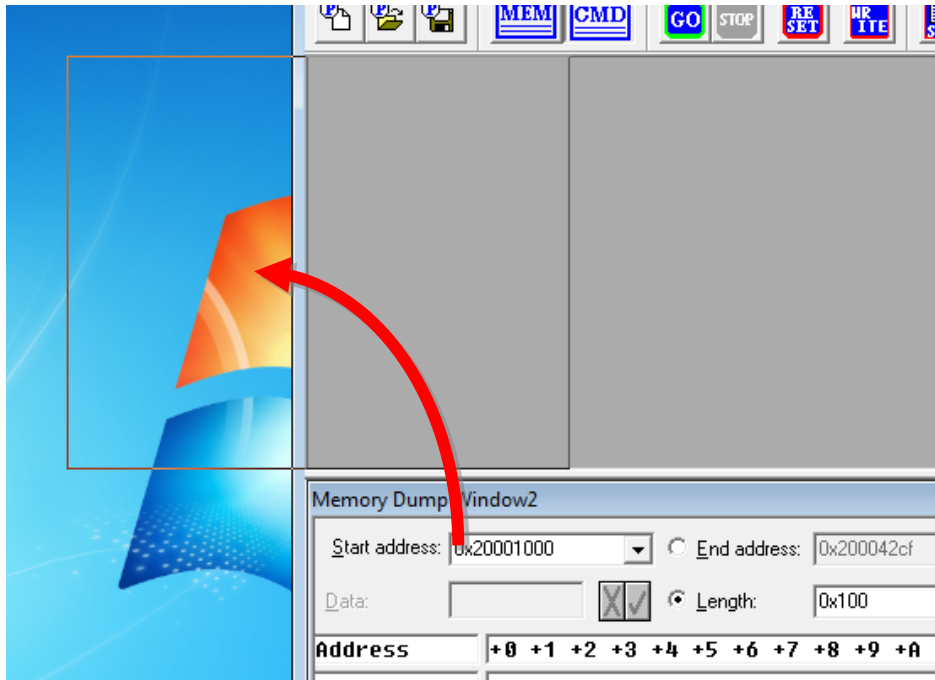 P P P MEM CMD GO STOP RE SET WR ITE
Memory Dump Window2
Start address: 0x20001000 End address: 0x200042cf
Data: Length: 0x100
Address +0 +1 +2 +3 +4 +5 +6 +7 +8 +9 +A